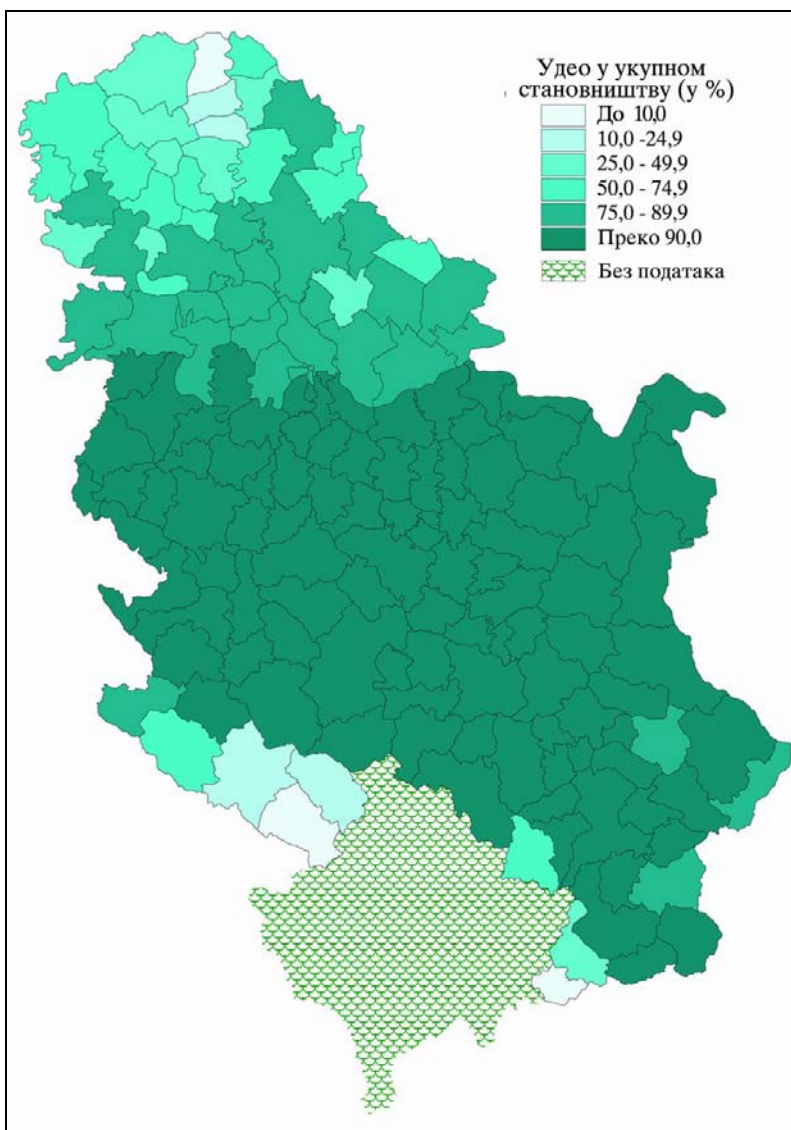 Удео у укупном
становништву (у %)
До 10,0
10,0 -24,9
25,0 - 49,9
50,0 - 74,9
75,0 - 89,9
Преко 90,0
Без података